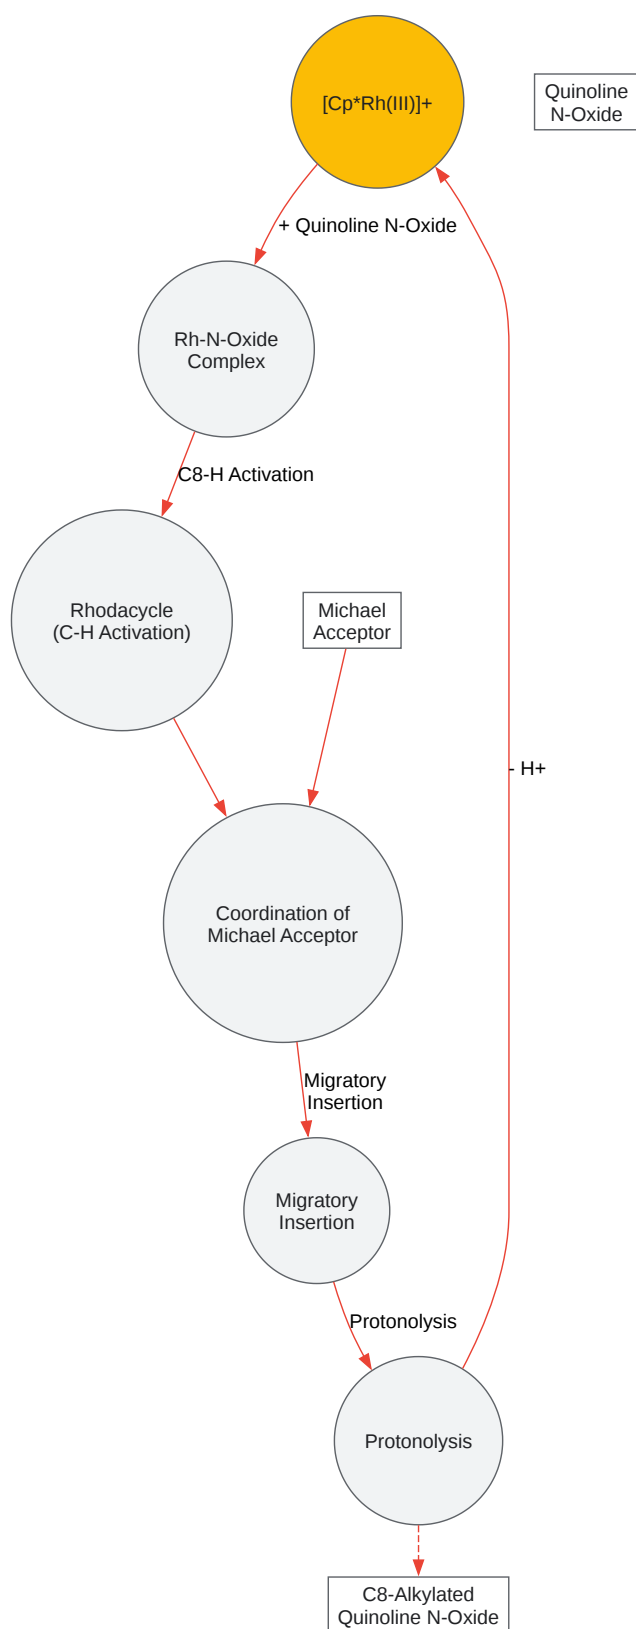 [Cp*Rh(III)]+
Quinoline
N-Oxide
+ Quinoline N-Oxide
Rh-N-Oxide
Complex
C8-H Activation
Rhodacycle
(C-H Activation)
Michael
Acceptor
- H+
Coordination of
Michael Acceptor
Migratory
Insertion
Migratory
Insertion
Protonolysis
Protonolysis
C8-Alkylated
Quinoline N-Oxide